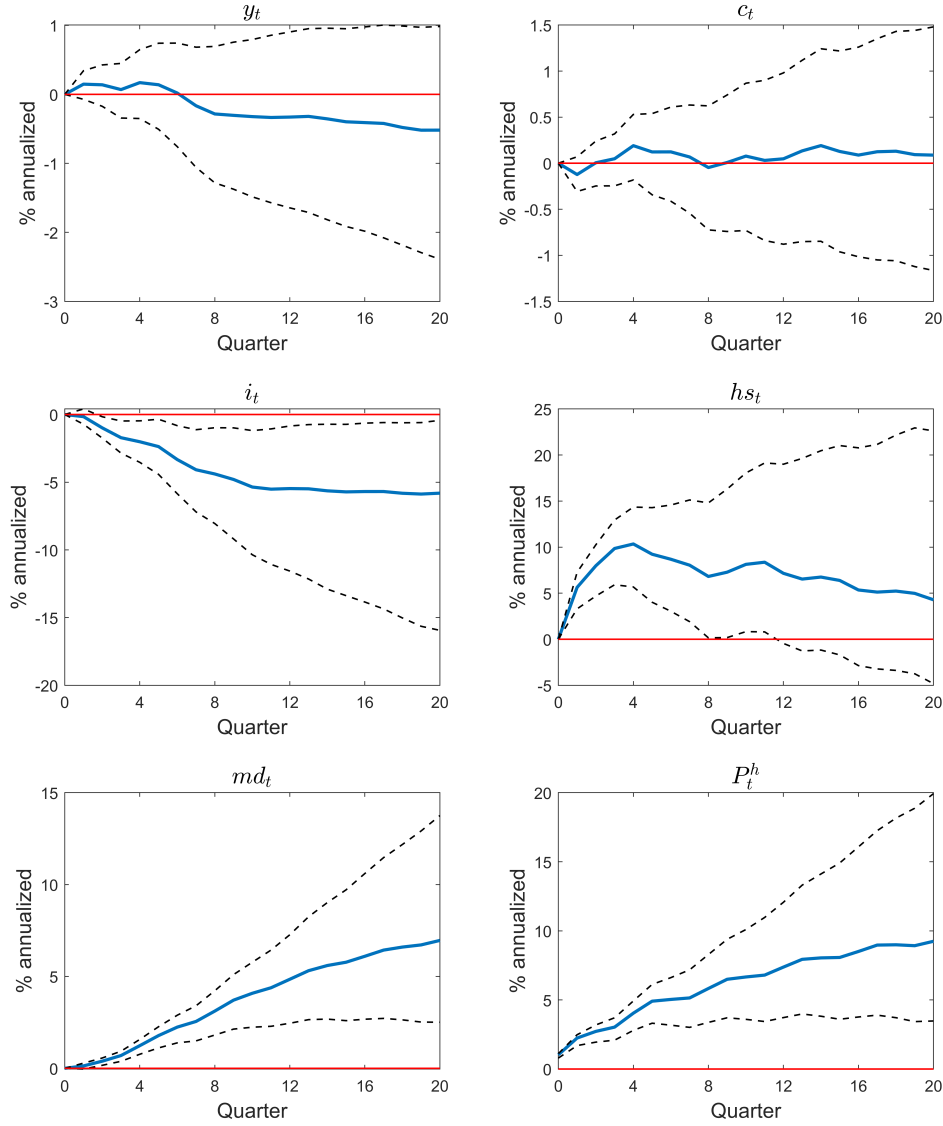 y_t
% annualized
1
0
-1
-2
-3
0 4 8 12 16 20
Quarter
c_t
% annualized
1.5
1
0.5
0
-0.5
-1
-1.5
0 4 8 12 16 20
Quarter
i_t
% annualized
0
-5
-10
-15
-20
0 4 8 12 16 20
Quarter
hs_t
% annualized
25
20
15
10
5
0
-5
0 4 8 12 16 20
Quarter
md_t
% annualized
15
10
5
0
0 4 8 12 16 20
Quarter
P_t^h
% annualized
20
15
10
5
0
0 4 8 12 16 20
Quarter